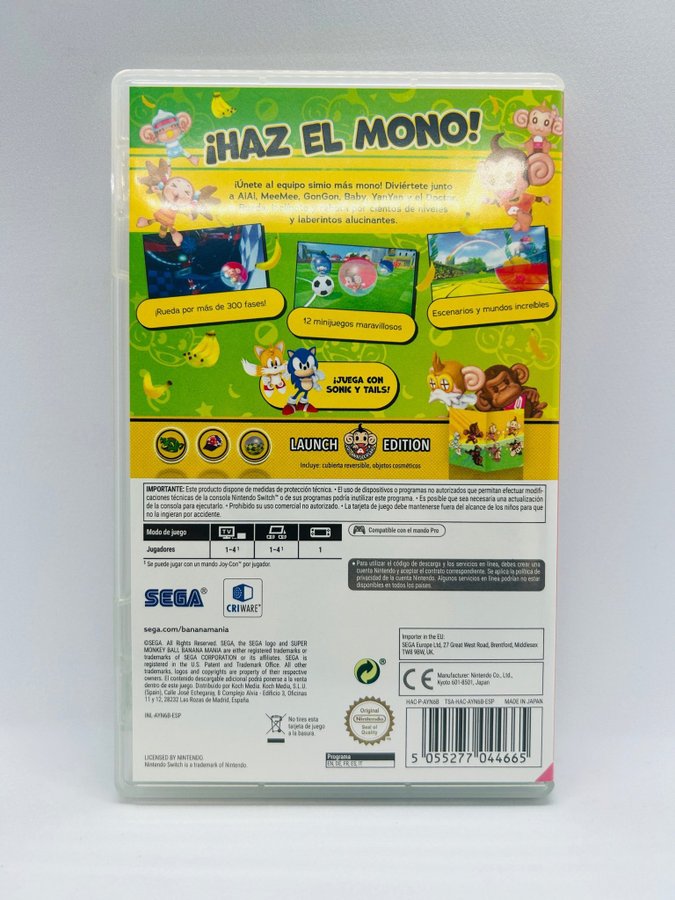 ¡HAZ EL MONO!
¡Únete al equipo simio más mono! Diviértete junto
a AiAi, MeeMee, GonGon, Baby, YanYan y el Doctor
por cientos de niveles
y laberintos alucinantes.
¡Rueda por más de 300 fases!
12 minijuegos maravillosos
Escenarios y mundos increíbles
¡JUEGA CON
SONIC Y TAILS!
LAUNCH EDITION
Incluye: cubierta reversible, objetos cosméticos
IMPORTANTE: Este producto dispone de medidas de protección técnica. • El uso de dispositivos o programas no autorizados que permitan efectuar modifi-
caciones técnicas de la consola Nintendo Switch™ o de sus programas podría inutilizar este programa. • Es posible que sea necesaria una actualización
de la consola para ejecutarlo. • Prohibido su uso comercial no autorizado. • La tarjeta de juego debe mantenerse fuera del alcance de los niños para que
no la ingieran por accidente.
Modo de juego
TV
Jugadores 1-4¹ 1-4¹ 1
Compatible con el mando Pro
¹ Se puede jugar con un mando Joy-Con™ por jugador.
• Para utilizar el código de descarga y los servicios en línea, debes crear una
cuenta Nintendo y aceptar el contrato correspondiente. Se aplica la política de
privacidad de la cuenta Nintendo. Algunos servicios en línea podrían no estar
disponibles en todos los países.
SEGA®
CRIWARE™
sega.com/bananamania
©SEGA. All Rights Reserved. SEGA, the SEGA logo and SUPER
MONKEY BALL BANANA MANIA are either registered trademarks or
trademarks of SEGA CORPORATION or its affiliates. SEGA is
registered in the U.S. Patent and Trademark Office. All other
trademarks, logos and copyrights are property of their respective
owners. El contenido descargable adicional podrá ponerse a la venta
dentro de este juego. Distribuido por Koch Media. Koch Media, S.L.U.
(Spain), Calle José Echegaray, 8 Complejo Alvia - Edificio 3, Oficinas
11 y 12, 28232 Las Rozas de Madrid, España
Importer in the EU:
SEGA Europe Ltd, 27 Great West Road, Brentford, Middlesex
TW8 9BW, UK.
CE
Manufacturer: Nintendo Co., Ltd.,
Kyoto 601-8501, Japan
HAC-P-AYN6B TSA-HAC-AYN6B-ESP MADE IN JAPAN
INL-AYN6B-ESP
No tires esta
tarjeta de juego
a la basura.
Original
Nintendo
Seal of
Quality
LICENSED BY NINTENDO
Nintendo Switch is a trademark of Nintendo.
Programa
EN, DE, FR, ES, IT
5 055277 044665